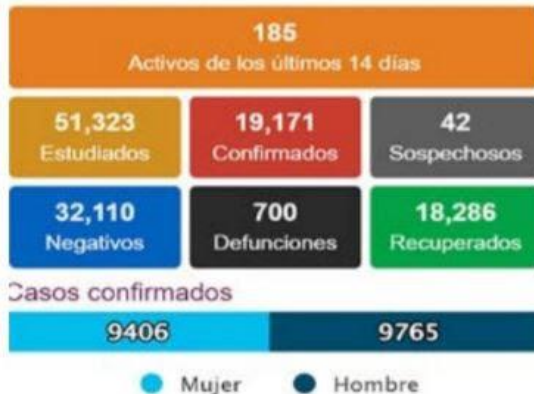 185
Activos de los últimos 14 días
51,323 19,171 42
Estudiados Confirmados Sospechosos
32,110 700 18,286
Negativos Defunciones Recuperados
Casos confirmados
9406 9765
Mujer Hombre